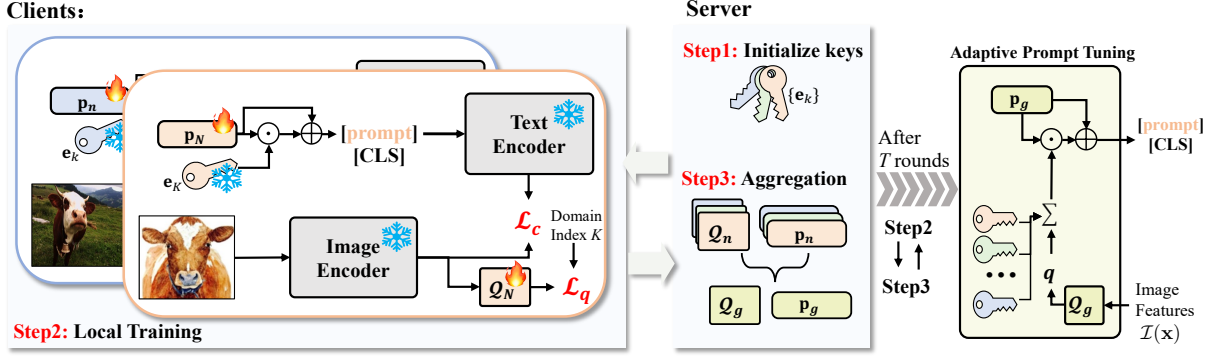 Clients:
p_n
e_k
p_N
e_K
[prompt]
[CLS]
Text
Encoder
Image
Encoder
ℒ_c
Domain
Index K
Q_N
ℒ_q
Step2: Local Training
Server
Step1: Initialize keys
{e_k}
Step3: Aggregation
Q_n
p_n
Q_g
p_g
After
T rounds
Step2
Step3
Adaptive Prompt Tuning
p_g
[prompt]
[CLS]
Σ
q
Q_g
Image
Features
ℐ(x)